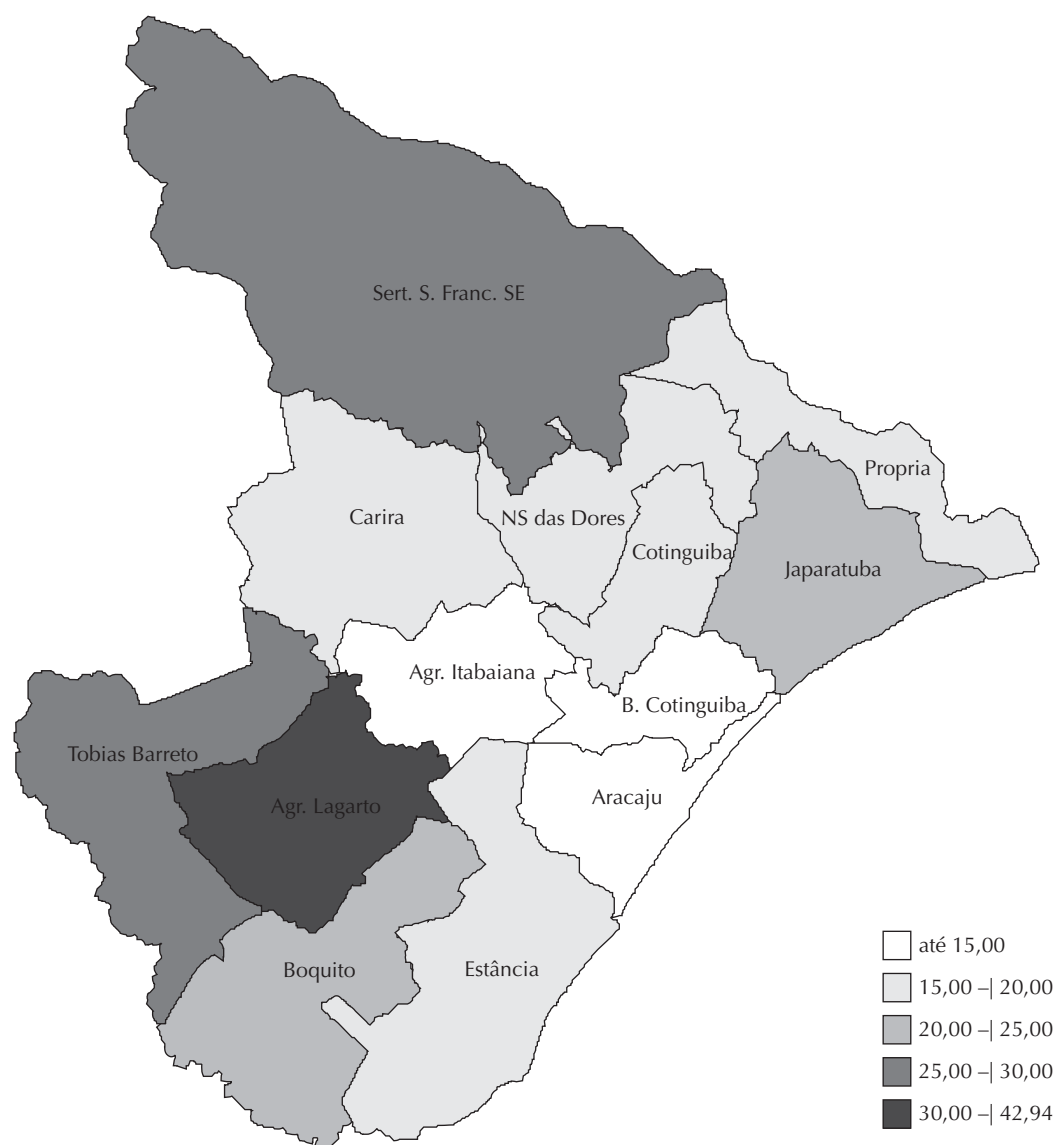 Sert. S. Franc. SE
Propria
Carira
NS das Dores
Cotinguiba
Japaratuba
Agr. Itabaiana
B. Cotinguiba
Tobias Barreto
Agr. Lagarto
Aracaju
Boquito
Estância
até 15,00
15,00 –| 20,00
20,00 –| 25,00
25,00 –| 30,00
30,00 –| 42,94